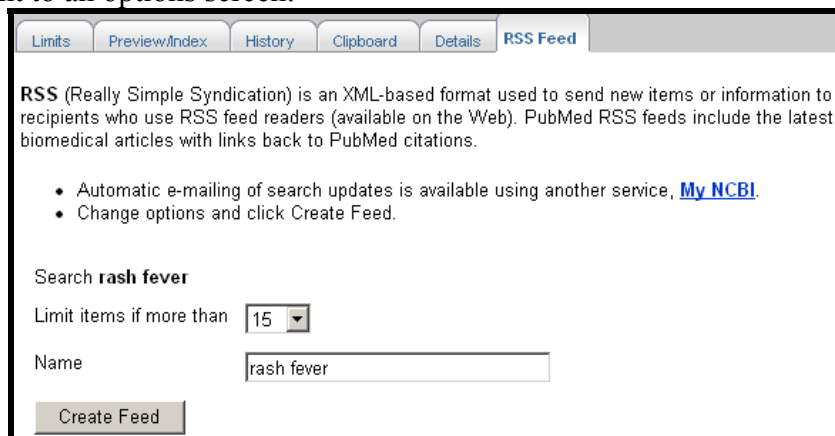 to an options screen.
Limits Preview/Index History Clipboard Details RSS Feed
RSS (Really Simple Syndication) is an XML-based format used to send new items or information to
recipients who use RSS feed readers (available on the Web). PubMed RSS feeds include the latest
biomedical articles with links back to PubMed citations.
• Automatic e-mailing of search updates is available using another service, My NCBI.
• Change options and click Create Feed.
Search rash fever
Limit items if more than 15
Name rash fever
Create Feed